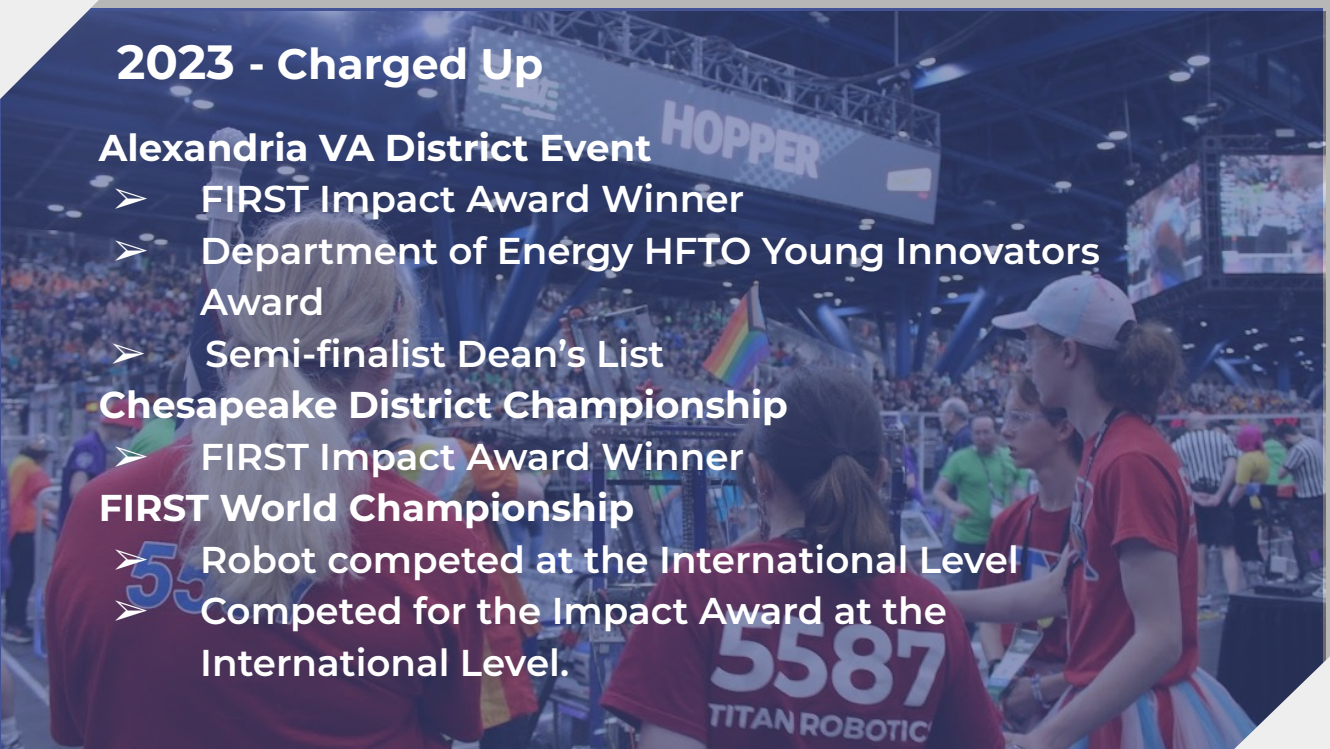 2023 - Charged Up
HOPPER
Alexandria VA District Event
➢ FIRST Impact Award Winner
➢ Department of Energy HFTO Young Innovators
Award
➢ Semi-finalist Dean’s List
Chesapeake District Championship
➢ FIRST Impact Award Winner
FIRST World Championship
➢ Robot competed at the International Level
➢ Competed for the Impact Award at the
International Level.
5587
TITAN ROBOTIC